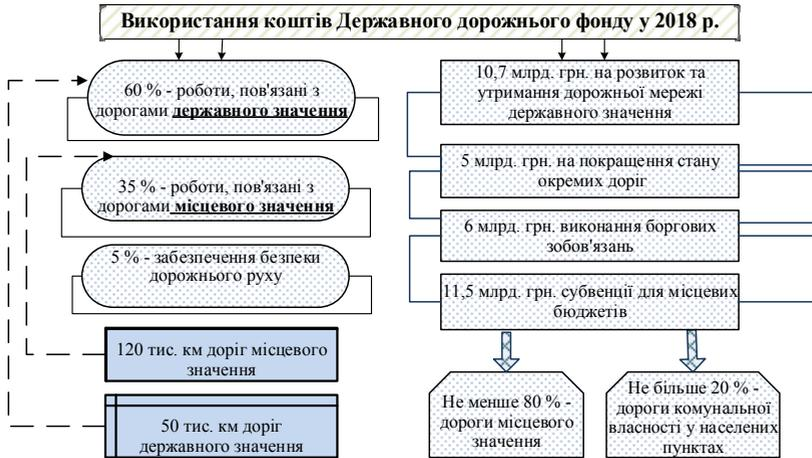 Використання коштів Державного дорожнього фонду у 2018 р.
60 % - роботи, пов'язані з
дорогами державного значення
35 % - роботи, пов'язані з
дорогами місцевого значення
5 % - забезпечення безпеки
дорожнього руху
120 тис. км доріг місцевого
значення
50 тис. км доріг
державного значення
10,7 млрд. грн. на розвиток та
утримання дорожньої мережі
державного значення
5 млрд. грн. на покращення стану
окремих доріг
6 млрд. грн. виконання боргових
зобов'язань
11,5 млрд. грн. субвенції для місцевих
бюджетів
Не менше 80 % -
дороги місцевого
значення
Не більше 20 % -
дороги комунальної
власності у населених
пунктах